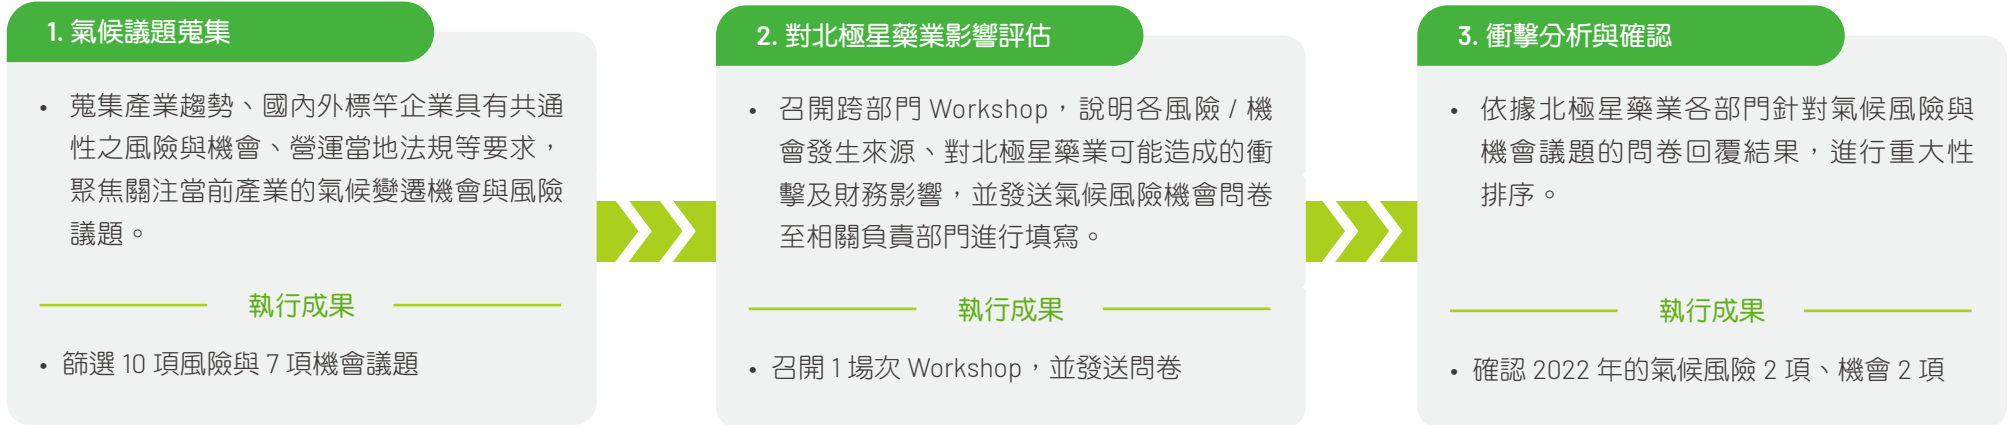 1. 氣候議題蒐集
• 蒐集產業趨勢、國內外標竿企業具有共通
性之風險與機會、營運當地法規等要求，
聚焦關注當前產業的氣候變遷機會與風險
議題。
執行成果
• 篩選 10 項風險與 7 項機會議題
2. 對北極星藥業影響評估
• 召開跨部門 Workshop，說明各風險 / 機
會發生來源、對北極星藥業可能造成的衝
擊及財務影響，並發送氣候風險機會問卷
至相關負責部門進行填寫。
執行成果
• 召開 1 場次 Workshop，並發送問卷
3. 衝擊分析與確認
• 依據北極星藥業各部門針對氣候風險與
機會議題的問卷回覆結果，進行重大性
排序。
執行成果
• 確認 2022 年的氣候風險 2 項、機會 2 項